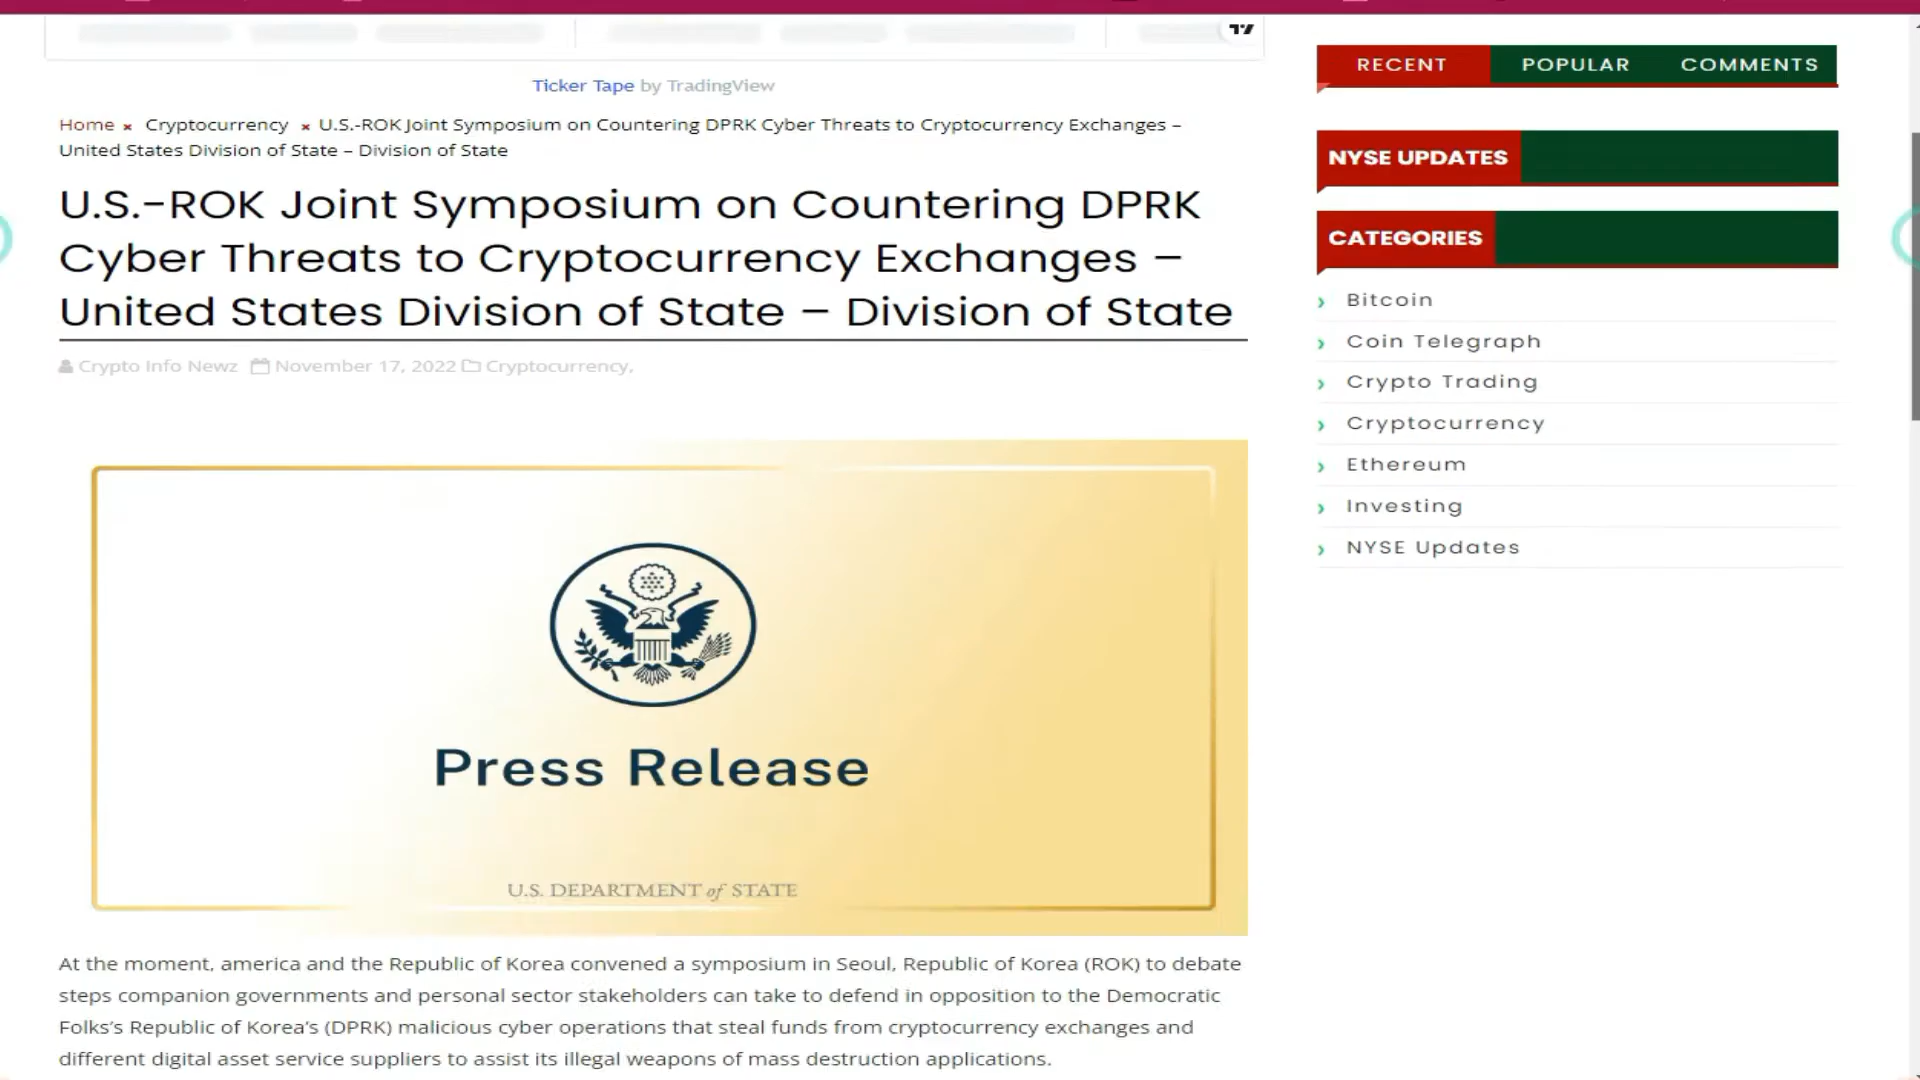 Ticker Tape by TradingView
Home × Cryptocurrency × U.S.-ROK Joint Symposium on Countering DPRK Cyber Threats to Cryptocurrency Exchanges –
United States Division of State – Division of State
U.S.-ROK Joint Symposium on Countering DPRK
Cyber Threats to Cryptocurrency Exchanges –
United States Division of State – Division of State
Crypto Info Newz November 17, 2022 Cryptocurrency,
Press Release
U.S. DEPARTMENT of STATE
At the moment, america and the Republic of Korea convened a symposium in Seoul, Republic of Korea (ROK) to debate
steps companion governments and personal sector stakeholders can take to defend in opposition to the Democratic
Folks's Republic of Korea's (DPRK) malicious cyber operations that steal funds from cryptocurrency exchanges and
different digital asset service suppliers to assist its illegal weapons of mass destruction applications.
RECENT POPULAR COMMENTS
NYSE UPDATES
CATEGORIES
› Bitcoin
› Coin Telegraph
› Crypto Trading
› Cryptocurrency
› Ethereum
› Investing
› NYSE Updates